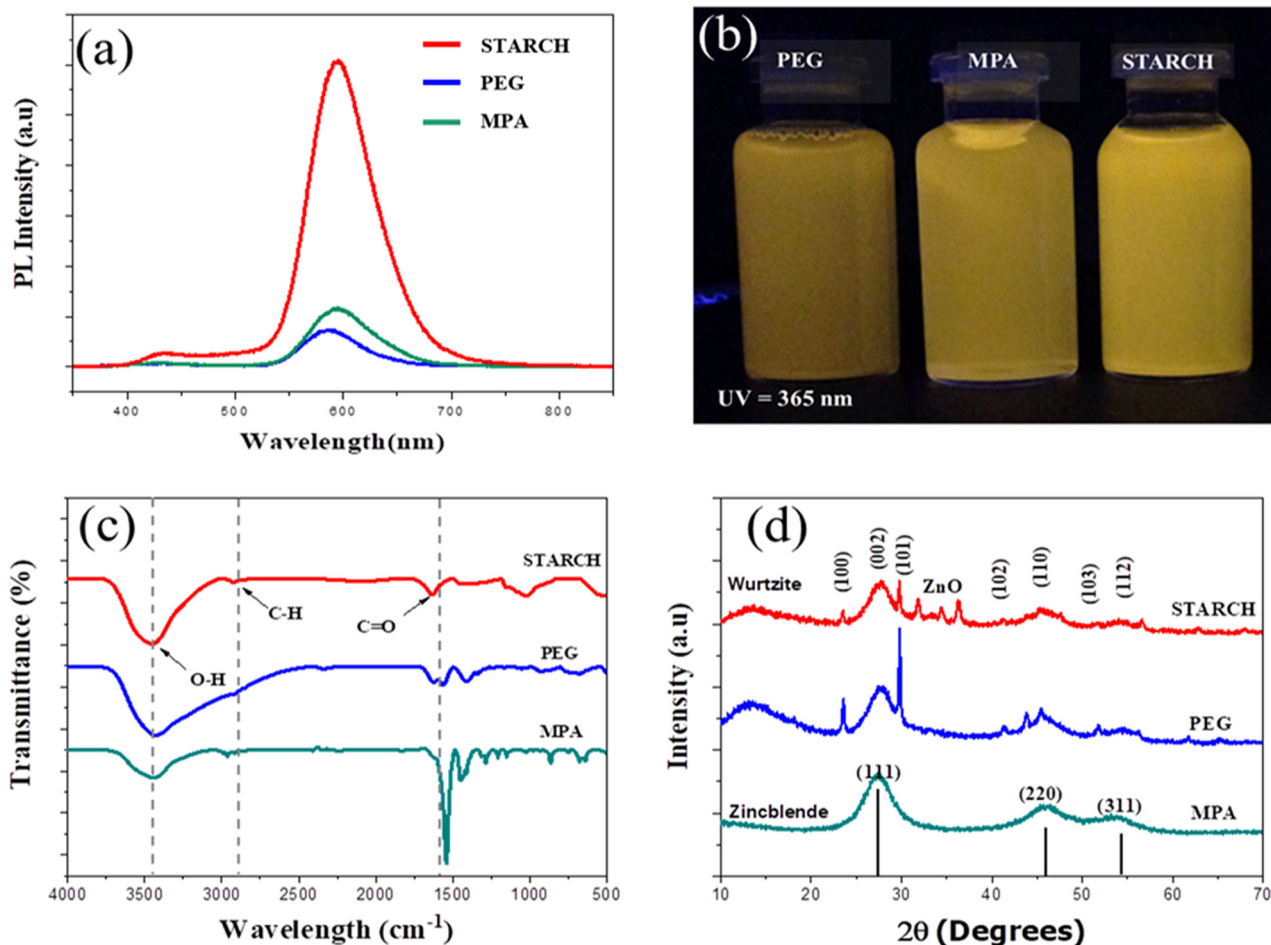 (a)
STARCH
PEG
MPA
PL Intensity (a.u)
400 500 600 700 800
Wavelength(nm)
(b)
PEG MPA STARCH
UV = 365 nm
(c)
STARCH
C-H
C=O
O-H
PEG
MPA
Transmittance (%)
4000 3500 3000 2500 2000 1500 1000 500
Wavelength (cm-1)
(d)
(100) (002) (101) (102) (110) (103) (112)
Wurtzite
ZnO
STARCH
PEG
(111) (220) (311)
Zincblende
MPA
Intensity (a.u)
10 20 30 40 50 60 70
2θ (Degrees)